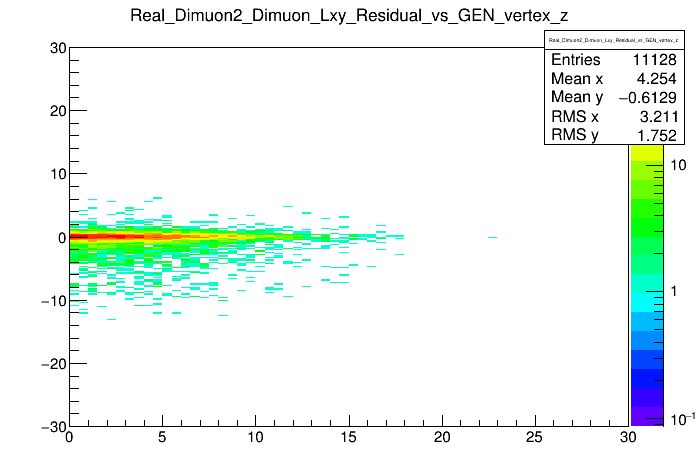 Real_Dimuon2_Dimuon_Lxy_Residual_vs_GEN_vertex_z
Real_Dimuon2_Dimuon_Lxy_Residual_vs_GEN_vertex_z
Entries 11128
Mean x 4.254
Mean y −0.6129
RMS x 3.211
RMS y 1.752
30
20
10
0
−10
−20
−30
0 5 10 15 20 25 30
10
1
10⁻¹